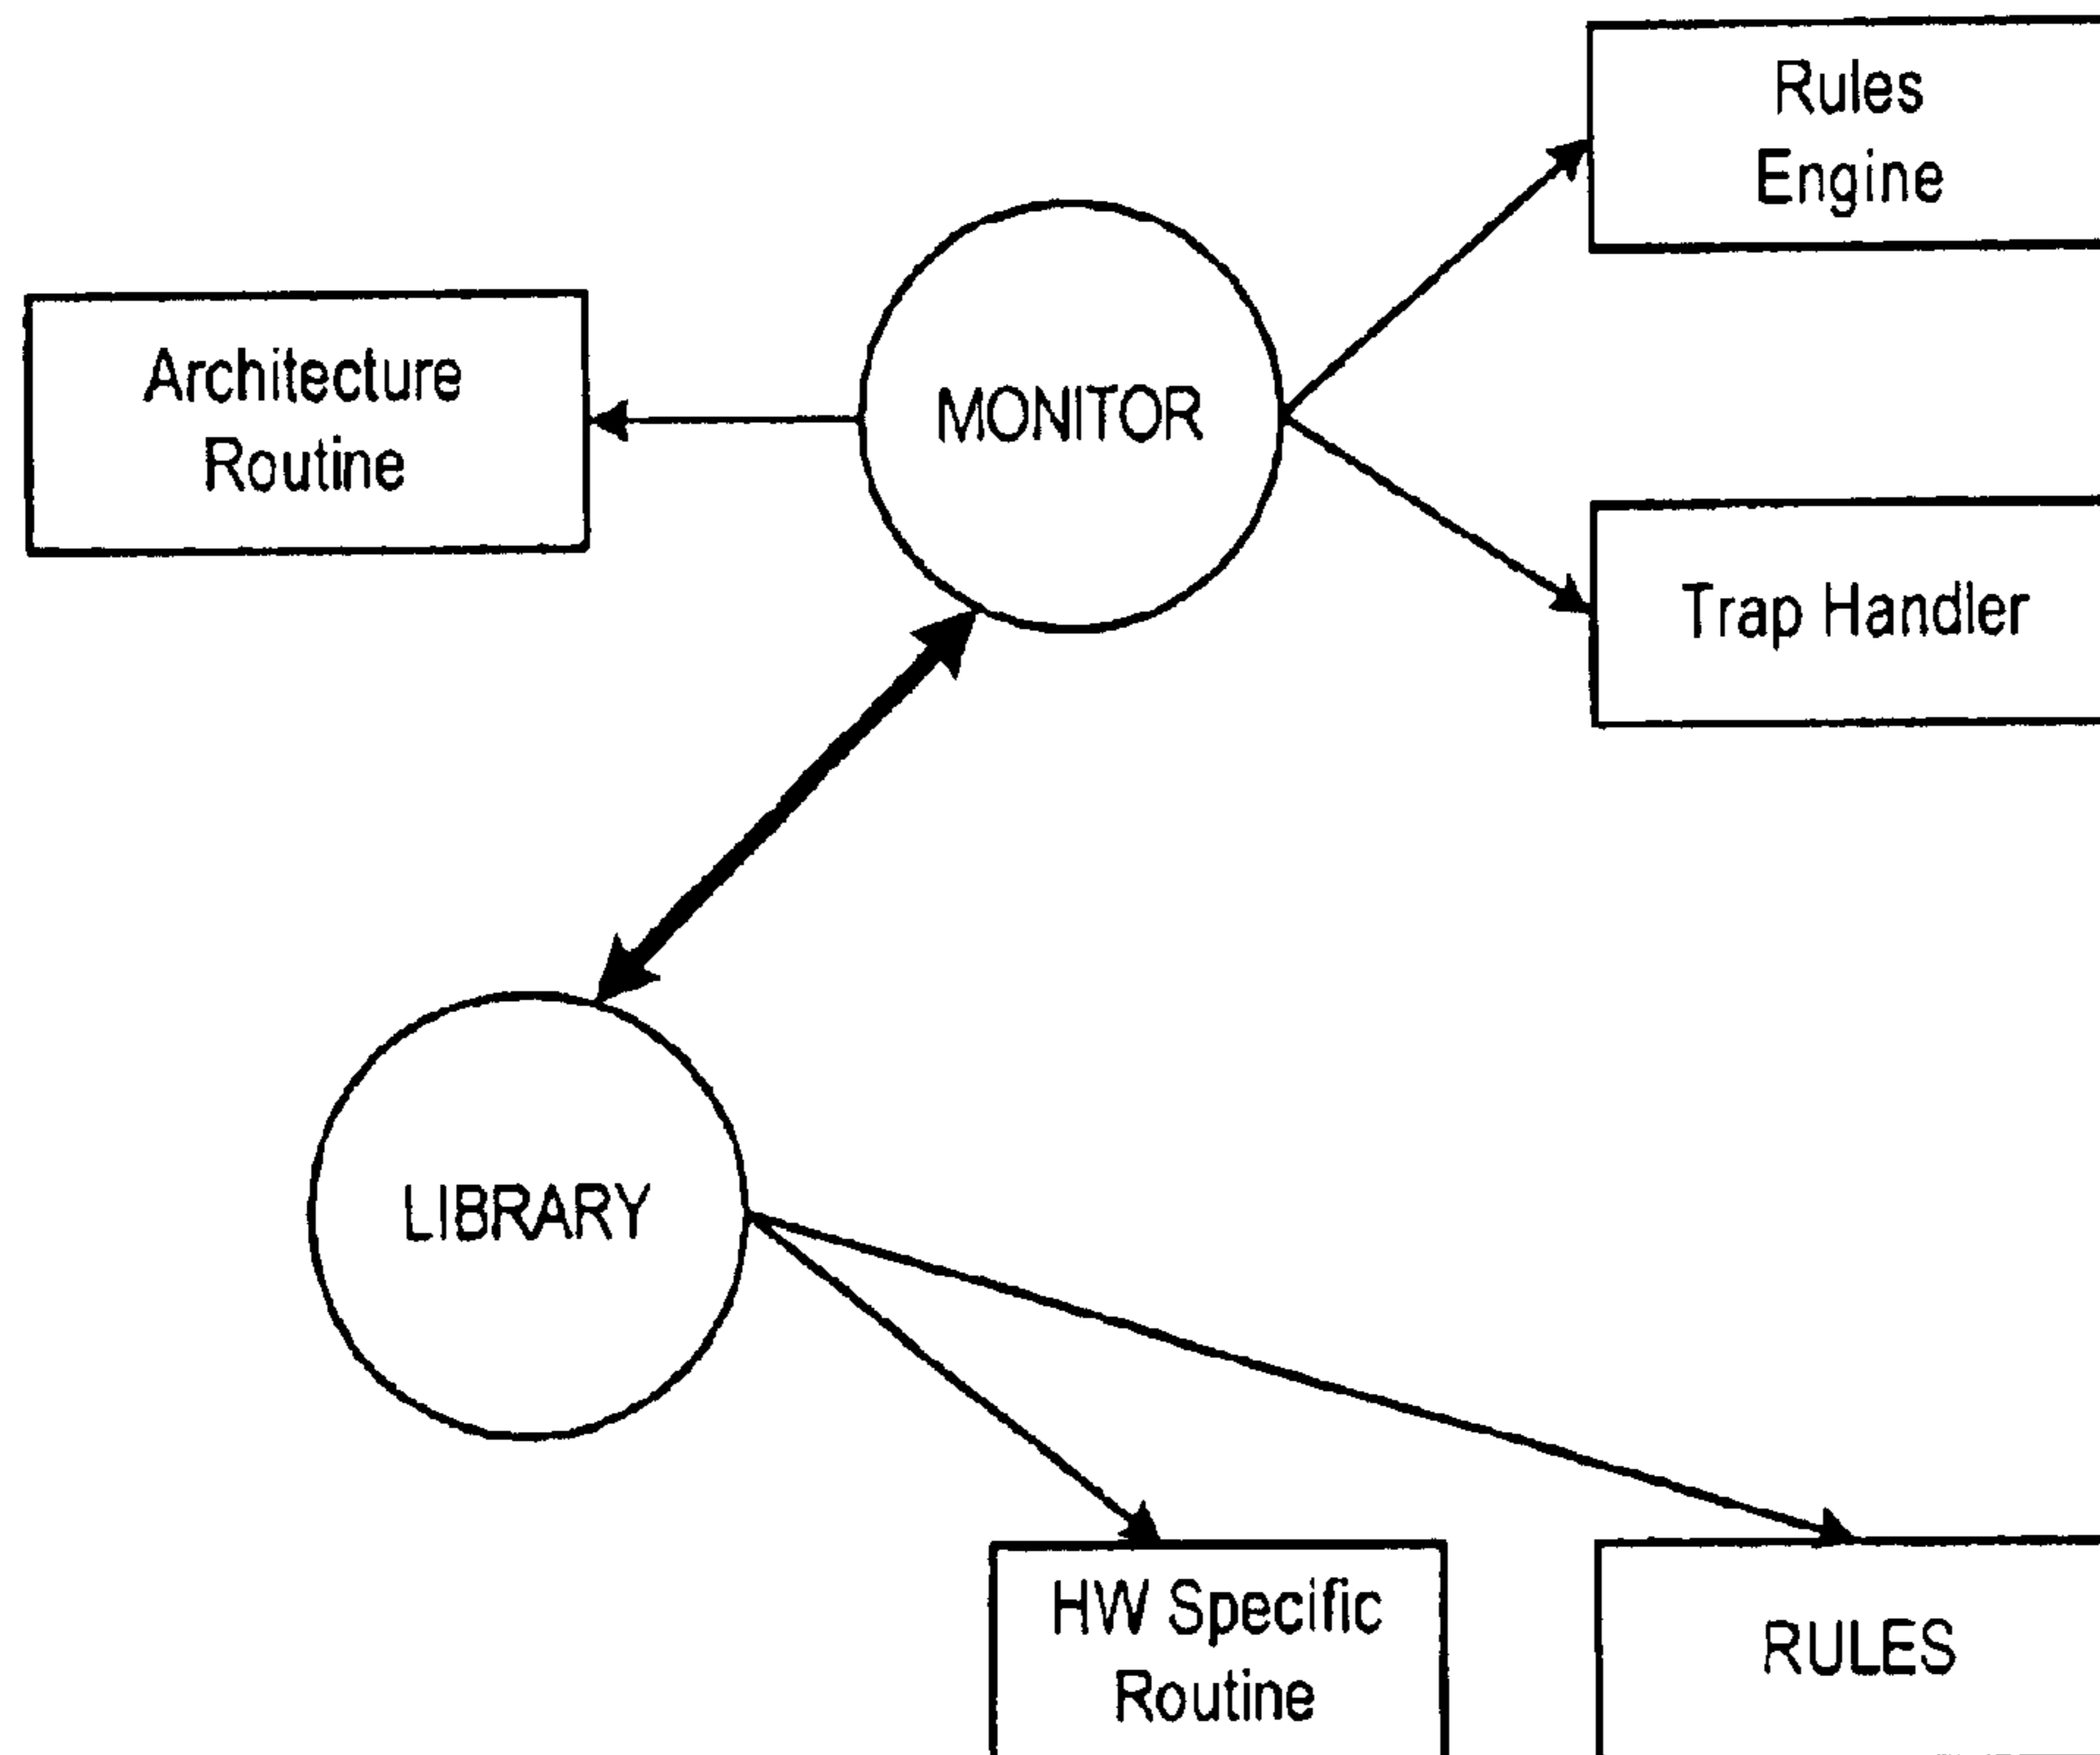 Rules
Engine
Architecture
Routine
MONITOR
Trap Handler
LIBRARY
HW Specific
Routine
RULES